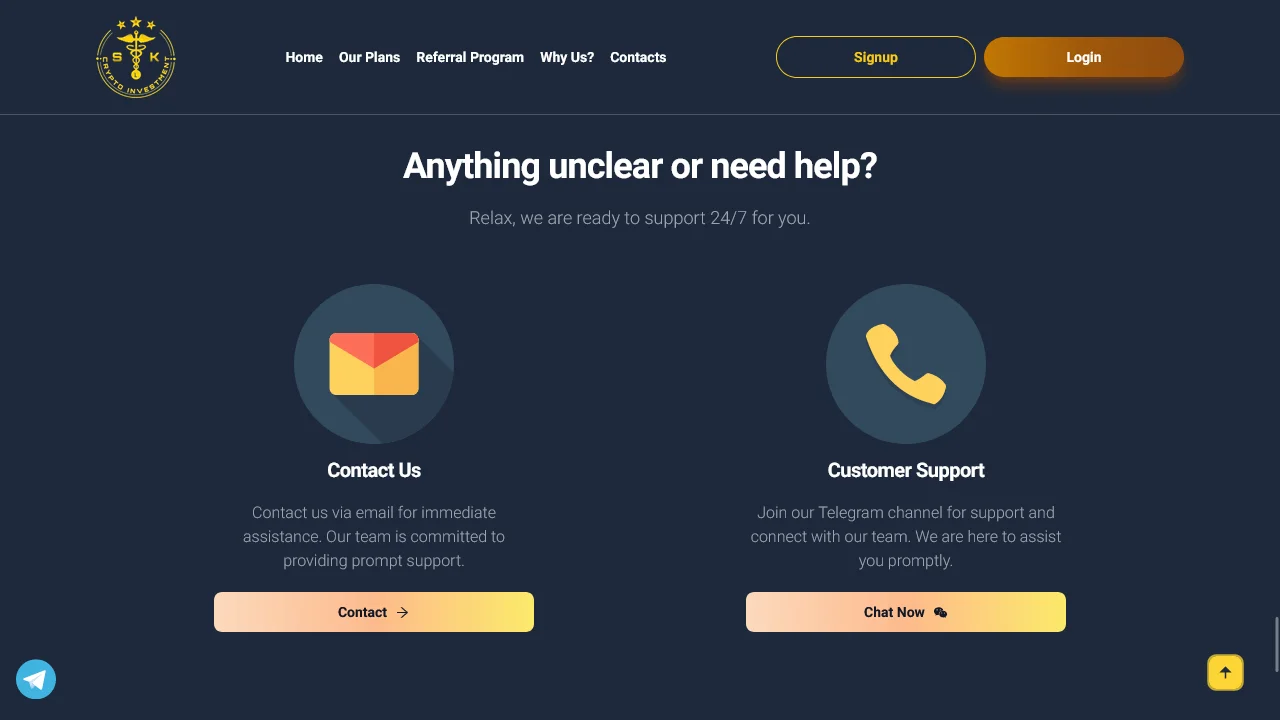 S K
CRYPTO INVESTMENT
Home Our Plans Referral Program Why Us? Contacts Signup Login
Anything unclear or need help?
Relax, we are ready to support 24/7 for you.
Contact Us
Contact us via email for immediate
assistance. Our team is committed to
providing prompt support.
Contact
Customer Support
Join our Telegram channel for support and
connect with our team. We are here to assist
you promptly.
Chat Now